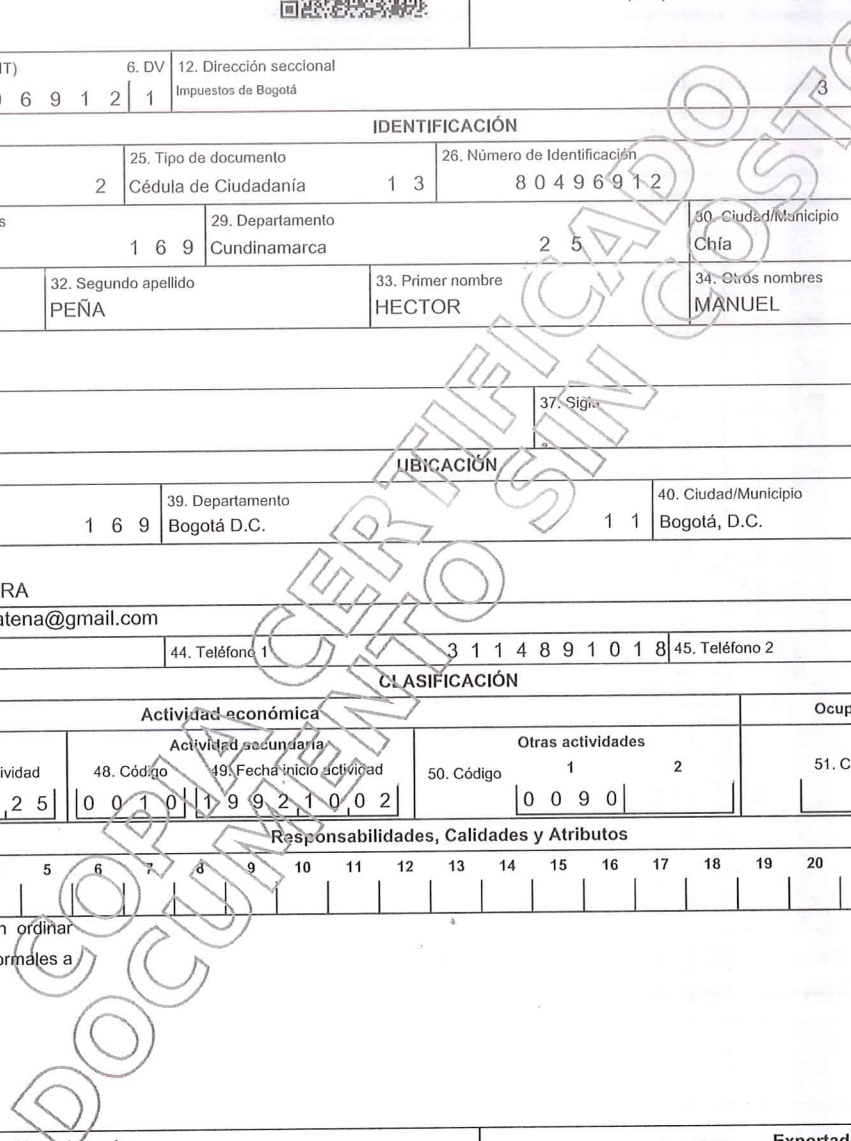 IT) 6. DV 12. Dirección seccional
6 9 1 2 1 Impuestos de Bogotá 3
IDENTIFICACIÓN
25. Tipo de documento 26. Número de Identificación
2 Cédula de Ciudadanía 1 3 8 0 4 9 6 9 1 2
s 29. Departamento 30. Ciudad/Municipio
1 6 9 Cundinamarca 2 5 Chía
32. Segundo apellido 33. Primer nombre 34. Otros nombres
PEÑA HECTOR MANUEL
37. Sigla
UBICACIÓN
39. Departamento 40. Ciudad/Municipio
1 6 9 Bogotá D.C. 1 1 Bogotá, D.C.
RA
atena@gmail.com
44. Teléfono 1 3 1 1 4 8 9 1 0 1 8 45. Teléfono 2
CLASIFICACIÓN
Actividad económica Ocup
Actividad secundaria Otras actividades
ividad 48. Código 49. Fecha inicio actividad 50. Código 1 2 51. C
2 5 0 0 1 0 1 9 9 2 1 0 0 2 0 0 9 0
Responsabilidades, Calidades y Atributos
5 6 7 8 9 10 11 12 13 14 15 16 17 18 19 20
n ordinar
ormales a
Exportad
COPIA CERTIFICADO
DOCUMENTO SIN COSTO